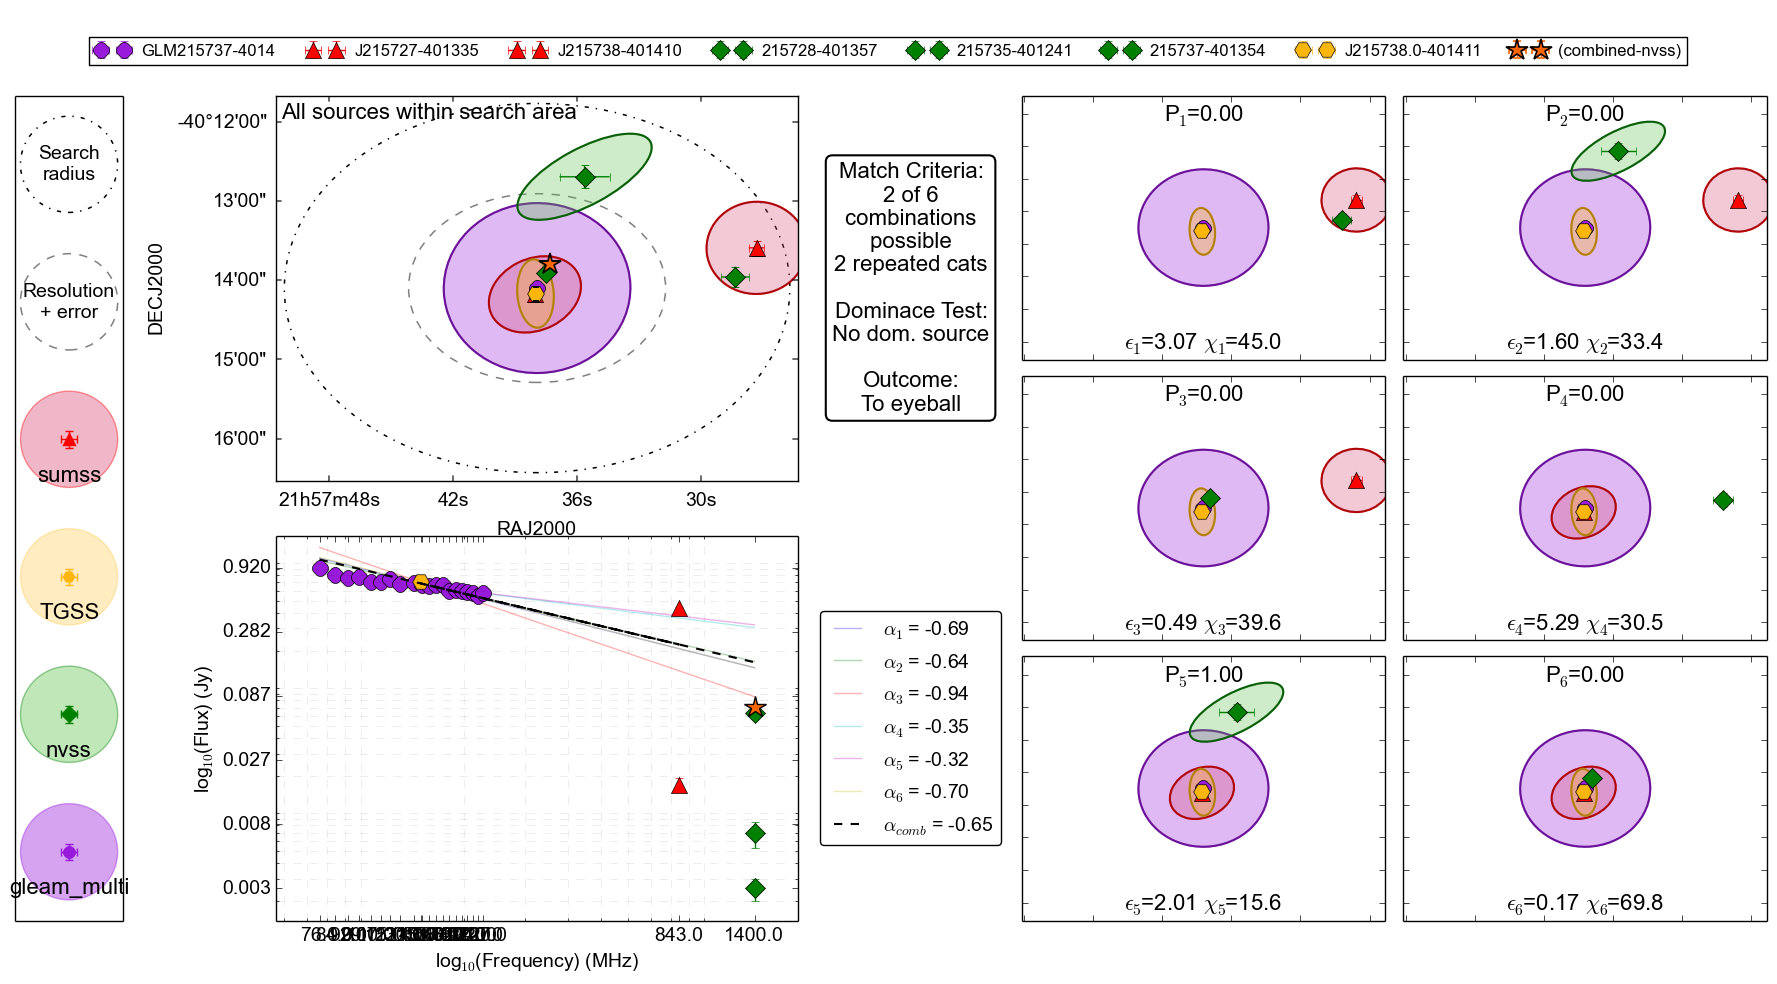 GLM215737-4014 J215727-401335 J215738-401410 215728-401357 215735-401241 215737-401354 J215738.0-401411 (combined-nvss)
Search
radius
Resolution
+ error
sumss
TGSS
nvss
gleam_multi
All sources within search area
DECJ2000
-40°12'00"
13'00"
14'00"
15'00"
16'00"
21h57m48s 42s 36s 30s
RAJ2000
Match Criteria:
2 of 6
combinations
possible
2 repeated cats
Dominace Test:
No dom. source
Outcome:
To eyeball
log10(Flux) (Jy)
0.920
0.282
0.087
0.027
0.008
0.003
843.0 1400.0
log10(Frequency) (MHz)
α1 = -0.69
α2 = -0.64
α3 = -0.94
α4 = -0.35
α5 = -0.32
α6 = -0.70
αcomb = -0.65
P1=0.00
ϵ1=3.07 χ1=45.0
P2=0.00
ϵ2=1.60 χ2=33.4
P3=0.00
ϵ3=0.49 χ3=39.6
P4=0.00
ϵ4=5.29 χ4=30.5
P5=1.00
ϵ5=2.01 χ5=15.6
P6=0.00
ϵ6=0.17 χ6=69.8